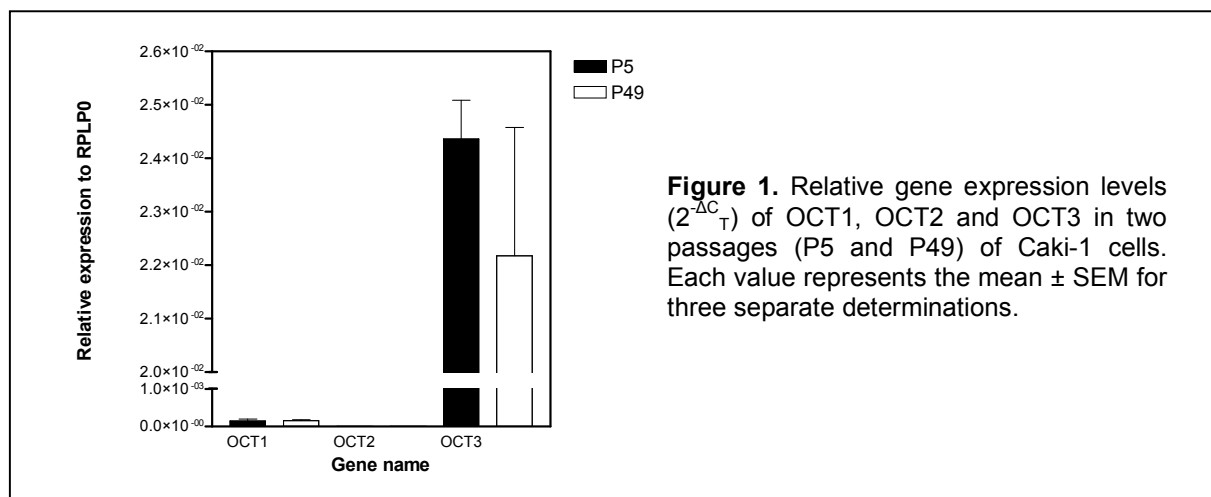 2.6×10⁻⁰²
2.5×10⁻⁰²
2.4×10⁻⁰²
2.3×10⁻⁰²
2.2×10⁻⁰²
2.1×10⁻⁰²
2.0×10⁻⁰²
1.0×10⁻⁰³
0.0×10⁻⁰⁰
Relative expression to RPLP0
OCT1 OCT2 OCT3
Gene name
P5
P49
Figure 1. Relative gene expression levels
(2^-ΔC_T) of OCT1, OCT2 and OCT3 in two
passages (P5 and P49) of Caki-1 cells.
Each value represents the mean ± SEM for
three separate determinations.